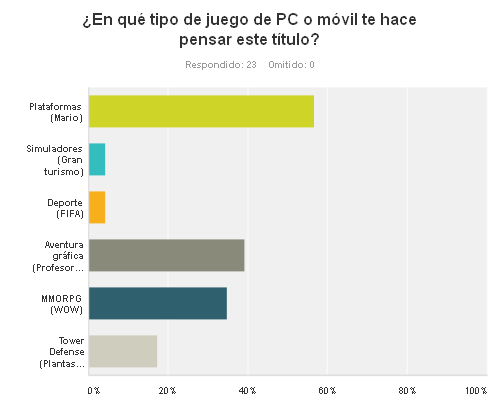 ¿En qué tipo de juego de PC o móvil te hace
pensar este título?
Respondido: 23 Omitido: 0
Plataformas
(Mario)
Simuladores
(Gran
turismo)
Deporte
(FIFA)
Aventura
gráfica
(Profesor...
MMORPG
(WOW)
Tower
Defense
(Plantas...
0% 20% 40% 60% 80% 100%